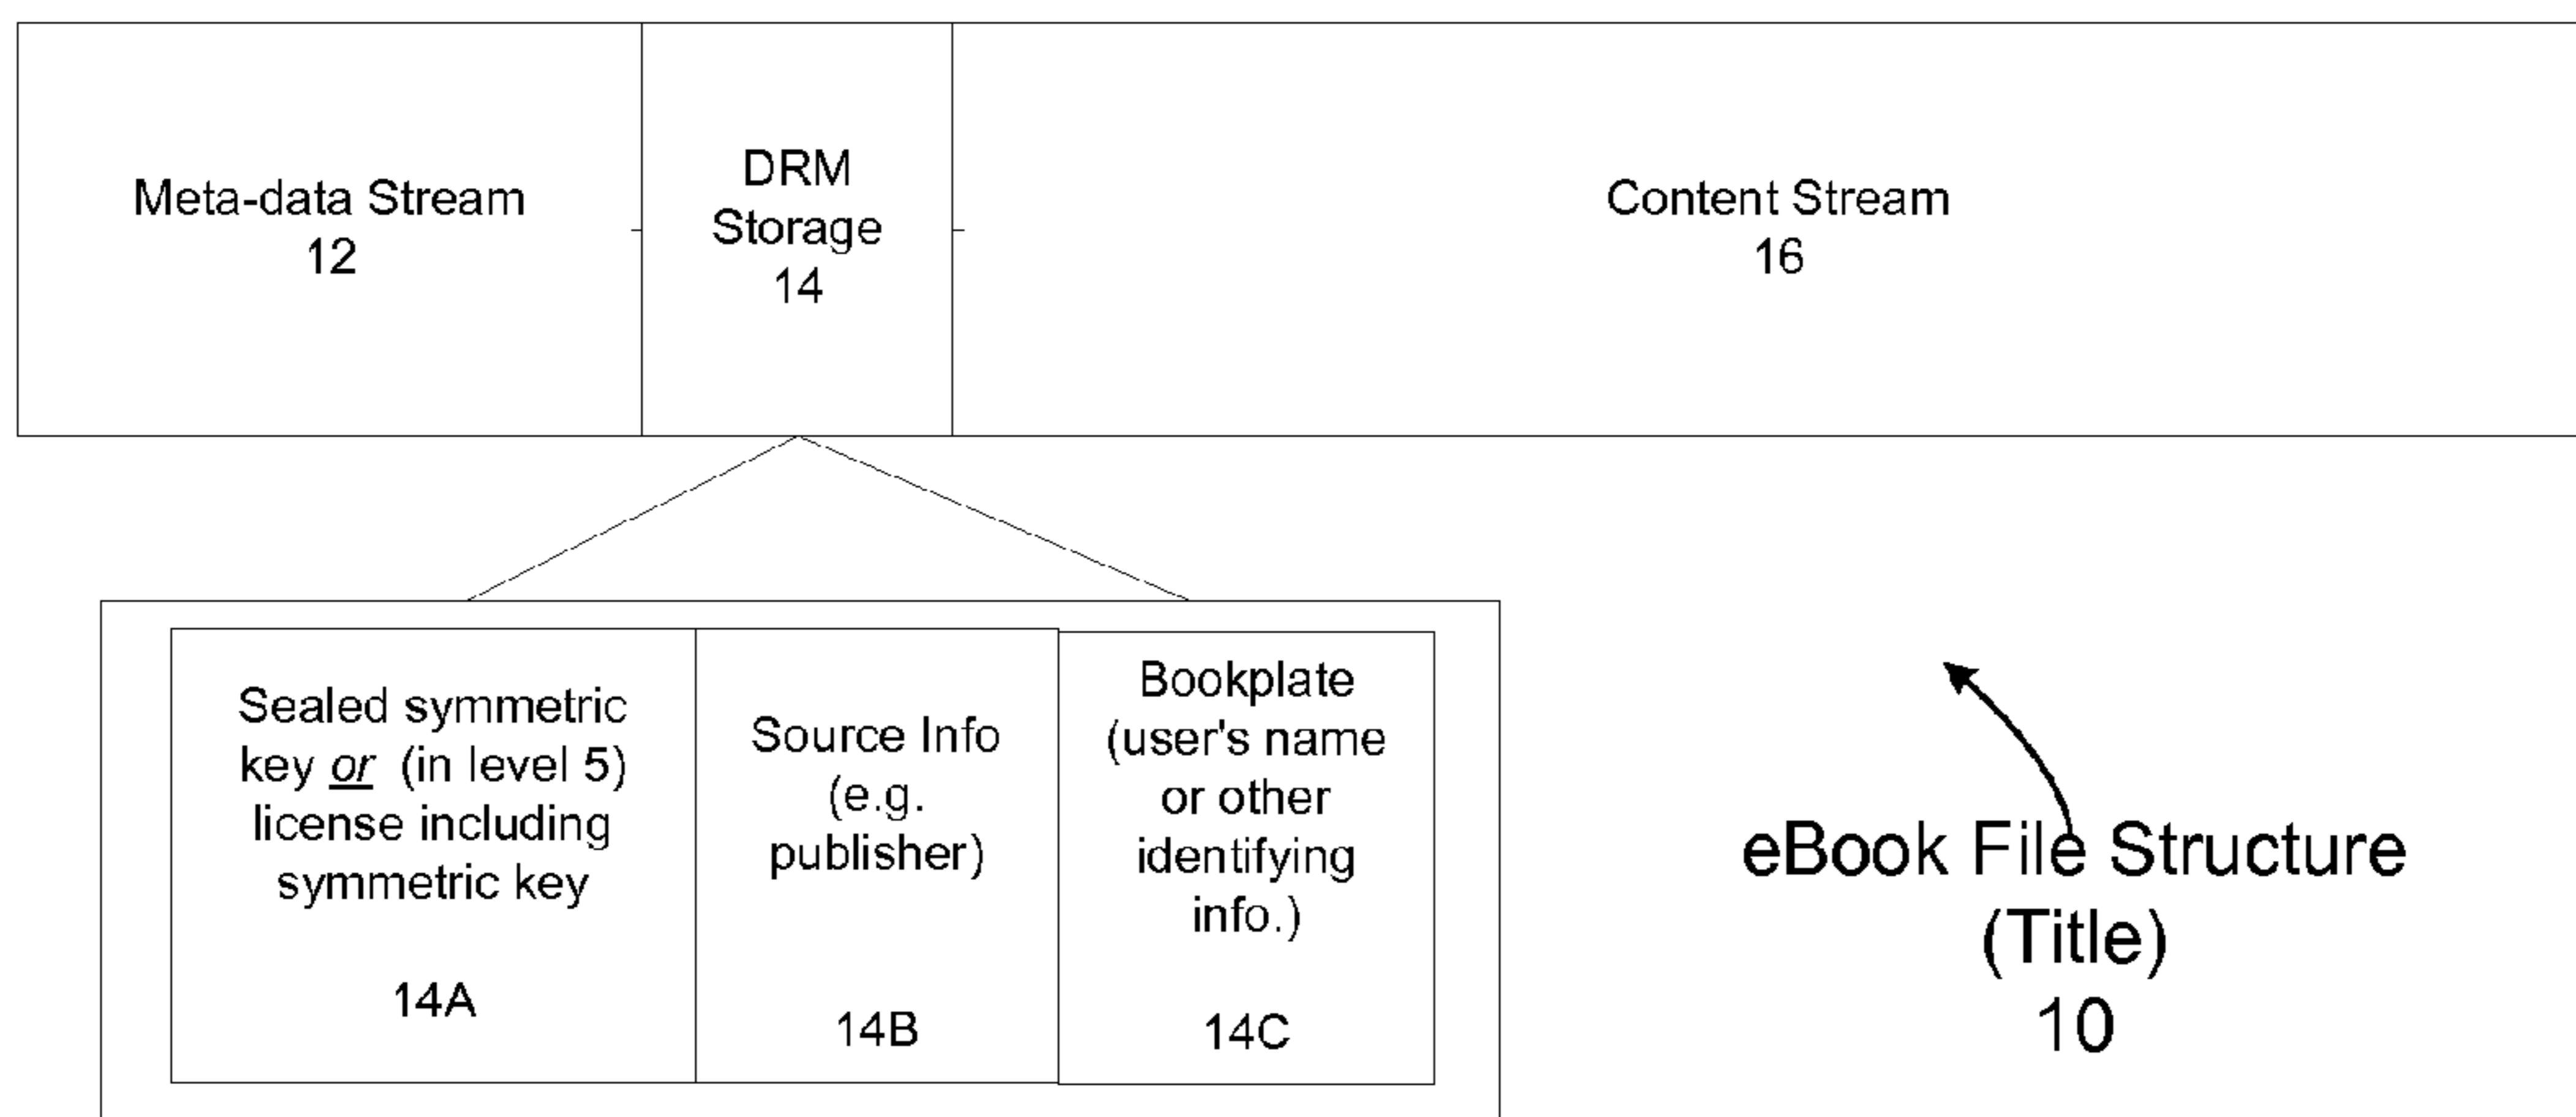 Meta-data Stream
12
DRM
Storage
14
Content Stream
16
Sealed symmetric
key or (in level 5)
license including
symmetric key
14A
Source Info
(e.g.
publisher)
14B
Bookplate
(user's name
or other
identifying
info.)
14C
eBook File Structure
(Title)
10